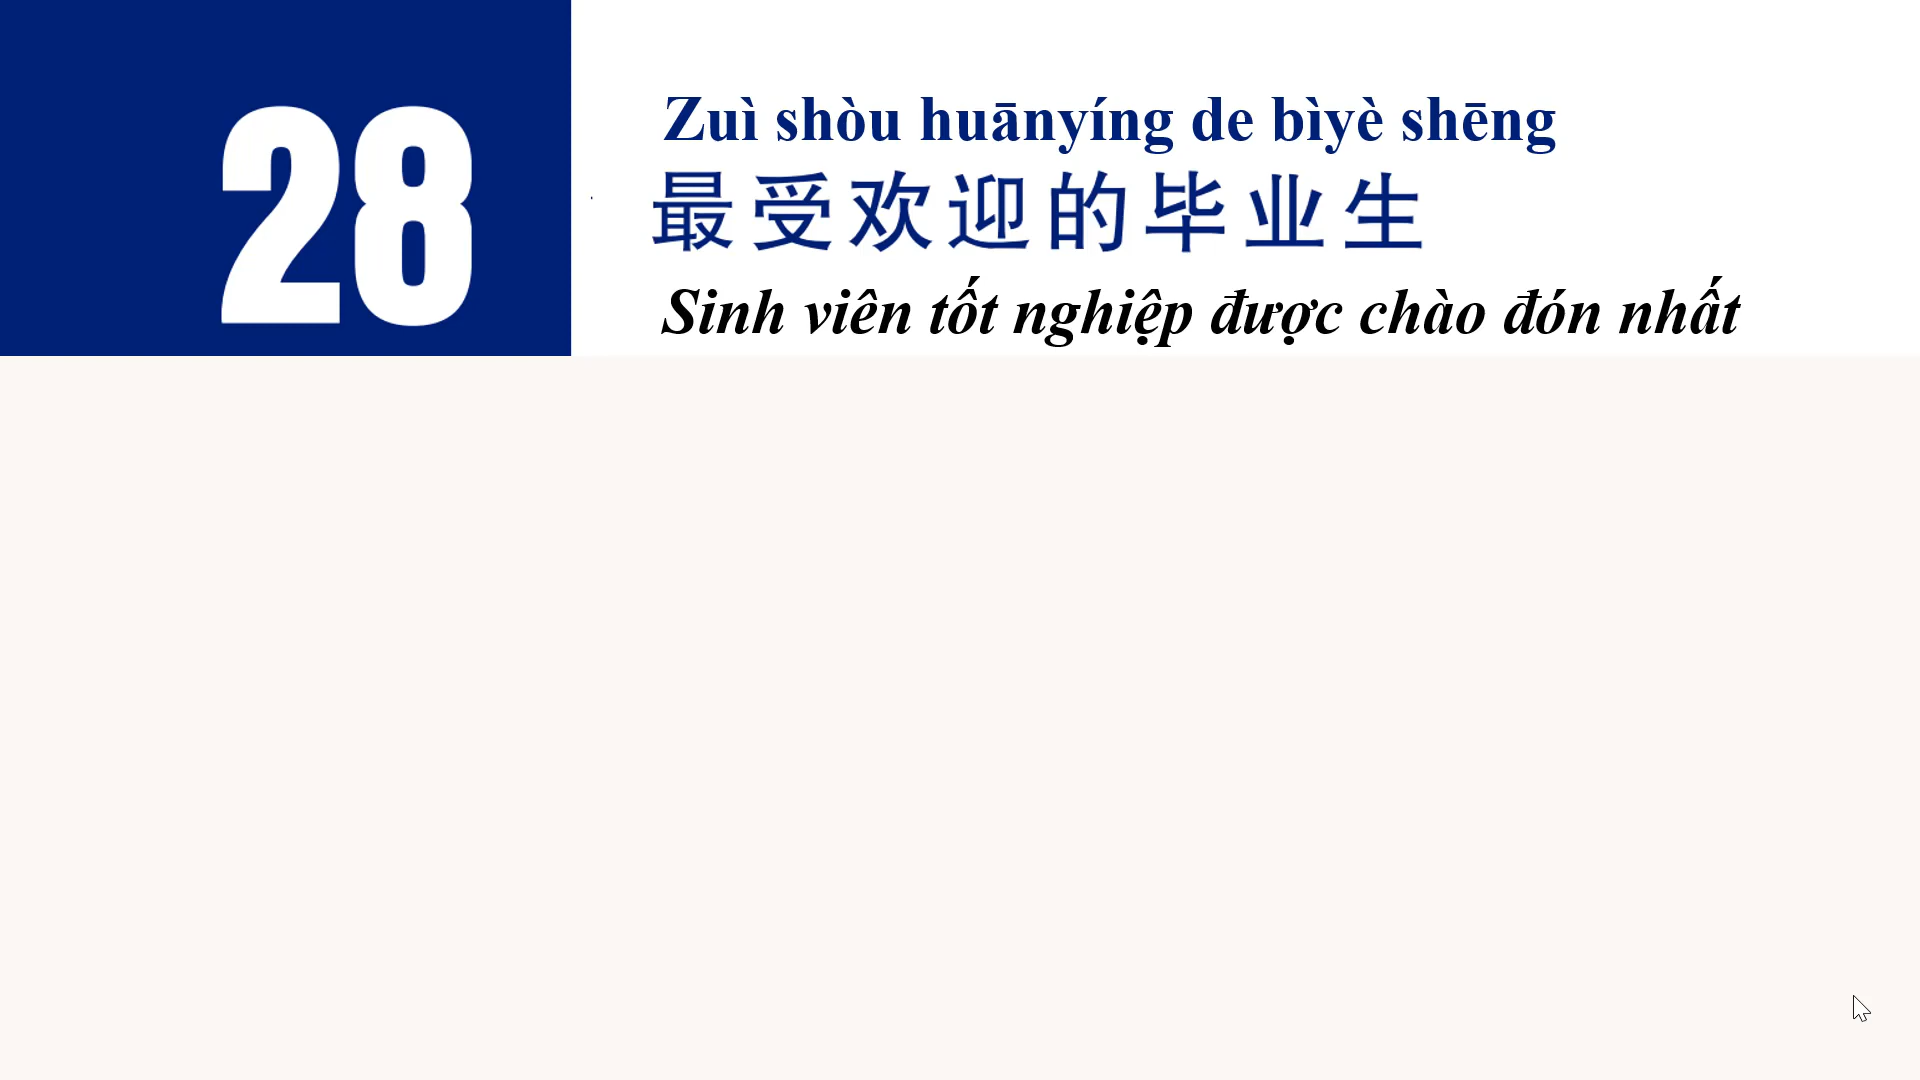 28
Zuì shòu huānyíng de bìyè shēng
最受欢迎的毕业生
Sinh viên tốt nghiệp được chào đón nhất